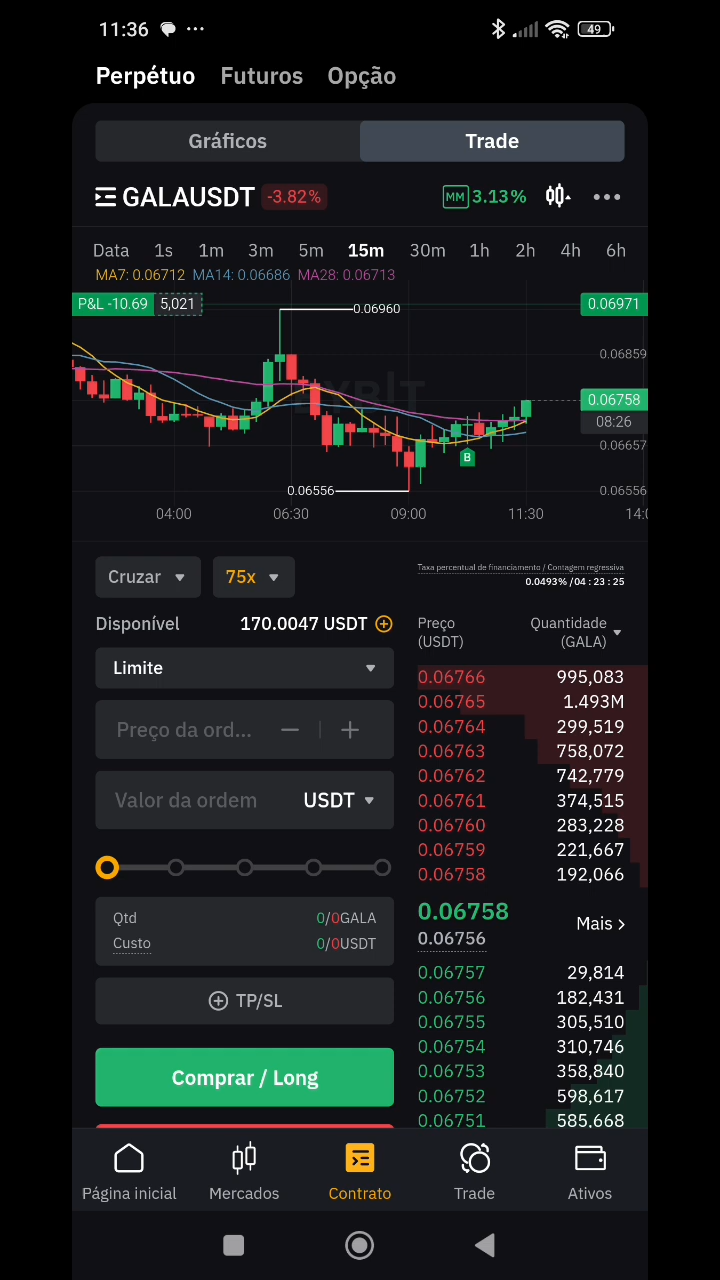 11:36
49
Perpétuo Futuros Opção
Gráficos Trade
GALAUSDT -3.82% MM 3.13%
Data 1s 1m 3m 5m 15m 30m 1h 2h 4h 6h
MA7: 0.06712 MA14: 0.06686 MA28: 0.06713
P&L -10.69 5,021 0.06971
0.06960
0.06859
BYBIT
0.06758
08:26
0.06657
B
0.06556 0.06556
04:00 06:30 09:00 11:30 14:0
Cruzar 75x
Taxa percentual de financiamento / Contagem regressiva
0.0493% /04 : 23 : 25
Disponível 170.0047 USDT
Preço (USDT) Quantidade (GALA)
Limite
Preço da ord...
Valor da ordem USDT
0.06766 995,083
0.06765 1.493M
0.06764 299,519
0.06763 758,072
0.06762 742,779
0.06761 374,515
0.06760 283,228
0.06759 221,667
0.06758 192,066
Qtd 0/0GALA
Custo 0/0USDT
0.06758
0.06756
Mais >
TP/SL
Comprar / Long
0.06757 29,814
0.06756 182,431
0.06755 305,510
0.06754 310,746
0.06753 358,840
0.06752 598,617
0.06751 585,668
Página inicial Mercados Contrato Trade Ativos